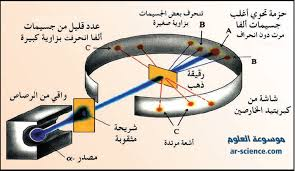 عدد قليل من جسيمات
ألفا انحرفت بزاوية كبيرة
تنحرف بعض الجسيمات
بزاوية صغيرة
حزمة تحوي أغلب
جسيمات ألفا
مرت دون انحراف
A
B
A
B
C
رقيقة
ذهب
واقي من الرصاص
شريحة
مثقوبة
مصدر -α
C
أشعة مرتدة
شاشة من
كبريتيد الخارصين
موسوعة العلوم
ar-science.com